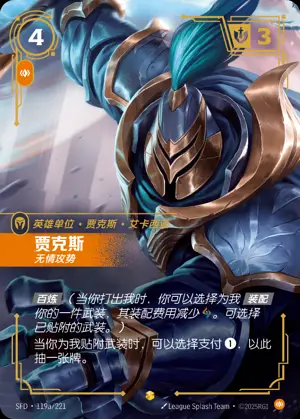 4
3
英雄单位·贾克斯·艾卡西亚
贾克斯
无情攻势
百炼（当你打出我时，你可以选择为我 装配
你的一件武装，其装配费用减少 。可选择
已贴附的武装。）
当你为我贴附武装时，可以选择支付 1，以此
抽一张牌。
SFD · 119a/221
League Splash Team
©2025RGI